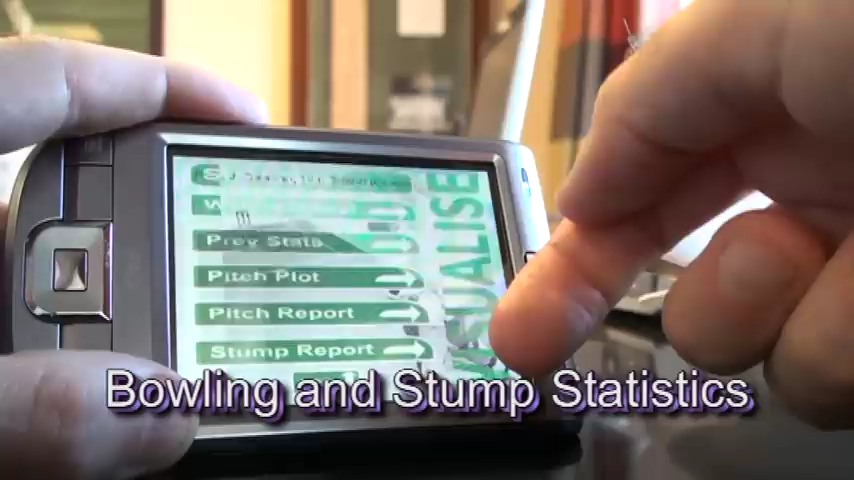 Prev Stats
Pitch Plot
Pitch Report
Stump Report
VISUALISE
Bowling and Stump Statistics